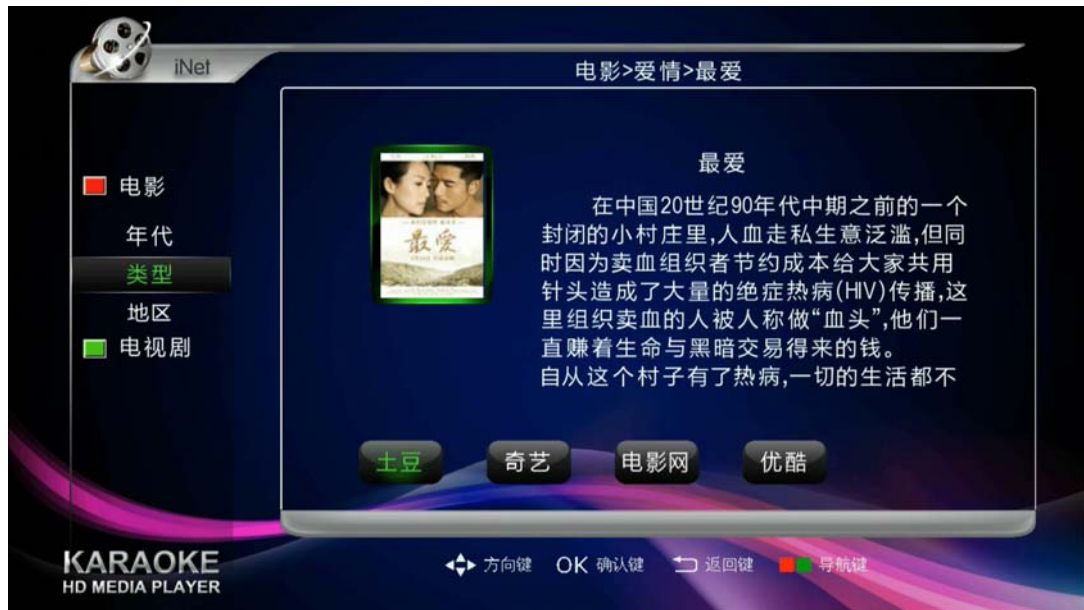 iNet
电影>爱情>最爱
电影
年代
类型
地区
电视剧
最愛
最爱
在中国20世纪90年代中期之前的一个
封闭的小村庄里,人血走私生意泛滥,但同
时因为卖血组织者节约成本给大家共用
针头造成了大量的绝症热病(HIV)传播,这
里组织卖血的人被人称做“血头”,他们一
直赚着生命与黑暗交易得来的钱。
自从这个村子有了热病,一切的生活都不
土豆 奇艺 电影网 优酷
KARAOKE
HD MEDIA PLAYER
方向键 OK 确认键 返回键 导航键